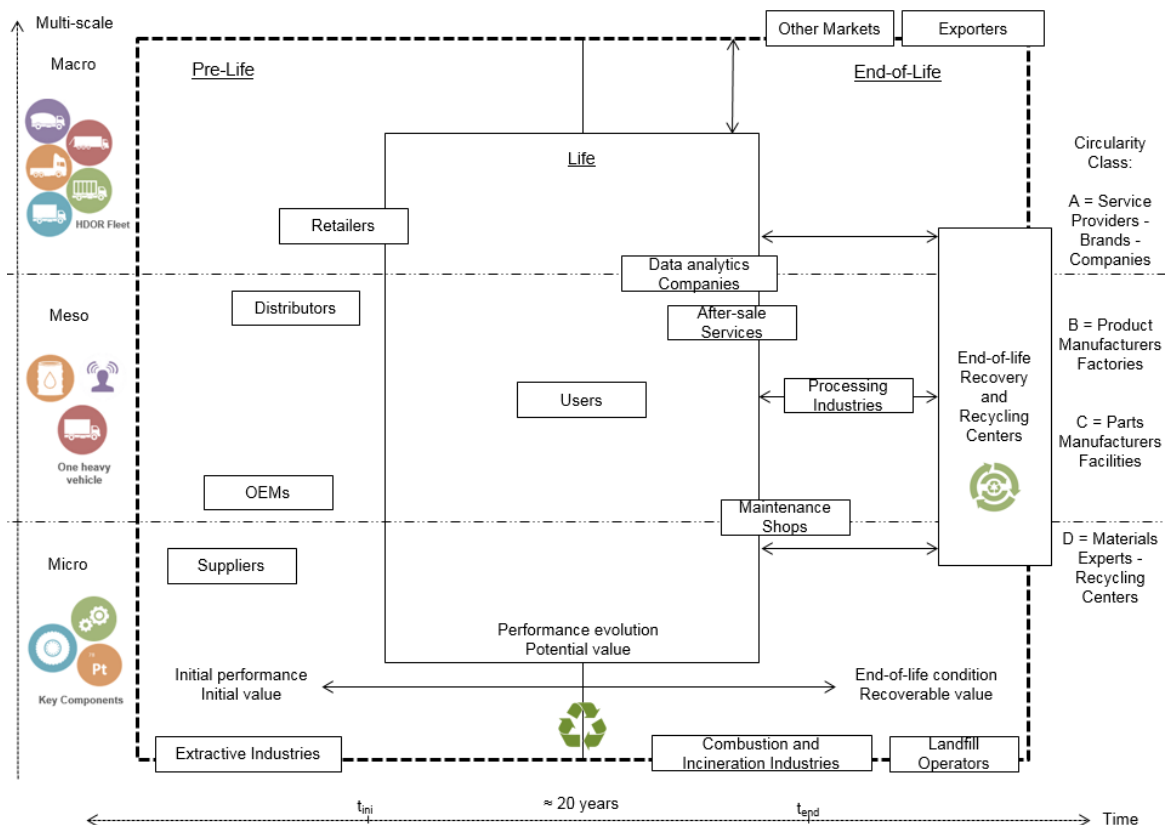 Multi-scale
Other Markets
Exporters
Macro
Pre-Life
End-of-Life
Life
HDOR Fleet
Retailers
Circularity
Class:
A = Service
Providers -
Brands -
Companies
Data analytics
Companies
Meso
Distributors
After-sale
Services
B = Product
Manufacturers
Factories
Users
Processing
Industries
End-of-life
Recovery
and
Recycling
Centers
C = Parts
Manufacturers
Facilities
One heavy
vehicle
OEMs
Maintenance
Shops
Micro
Suppliers
D = Materials
Experts -
Recycling
Centers
Pt
Key Components
Performance evolution
Potential value
Initial performance
Initial value
End-of-life condition
Recoverable value
Extractive Industries
Combustion and
Incineration Industries
Landfill
Operators
tini
≈ 20 years
tend
Time